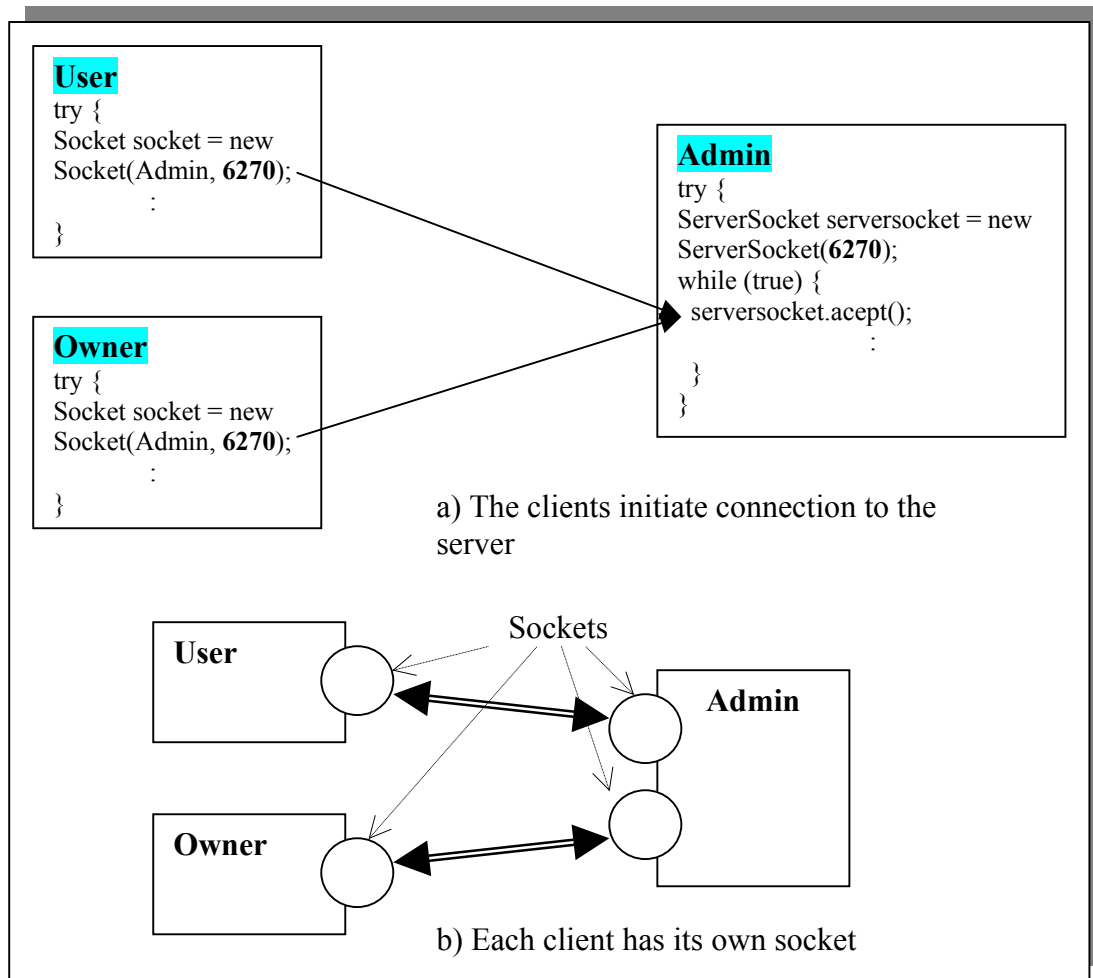 User
try {
Socket socket = new
Socket(Admin, 6270);
:
}
Admin
try {
ServerSocket serversocket = new
ServerSocket(6270);
while (true) {
serversocket.acept();
:
}
}
Owner
try {
Socket socket = new
Socket(Admin, 6270);
:
}
a) The clients initiate connection to the
server
Sockets
User
Admin
Owner
b) Each client has its own socket